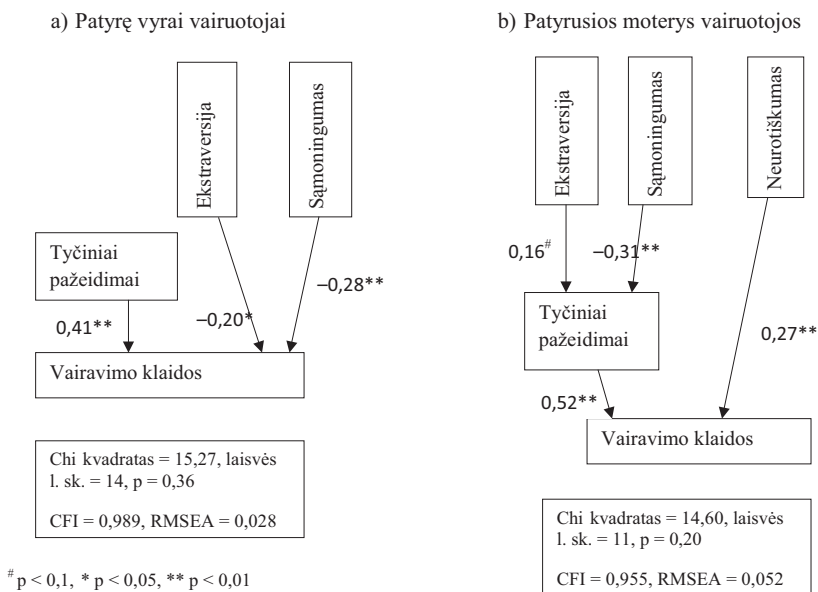 a) Patyrę vyrai vairuotojai
Ekstraversija
Sąmoningumas
Tyčiniai
pažeidimai
0,41**
–0,20*
–0,28**
Vairavimo klaidos
Chi kvadratas = 15,27, laisvės
l. sk. = 14, p = 0,36
CFI = 0,989, RMSEA = 0,028
b) Patyrusios moterys vairuotojos
Ekstraversija
Sąmoningumas
Neurotiškumas
0,16#
–0,31**
Tyčiniai
pažeidimai
0,27**
0,52**
Vairavimo klaidos
Chi kvadratas = 14,60, laisvės
l. sk. = 11, p = 0,20
CFI = 0,955, RMSEA = 0,052
# p < 0,1, * p < 0,05, ** p < 0,01